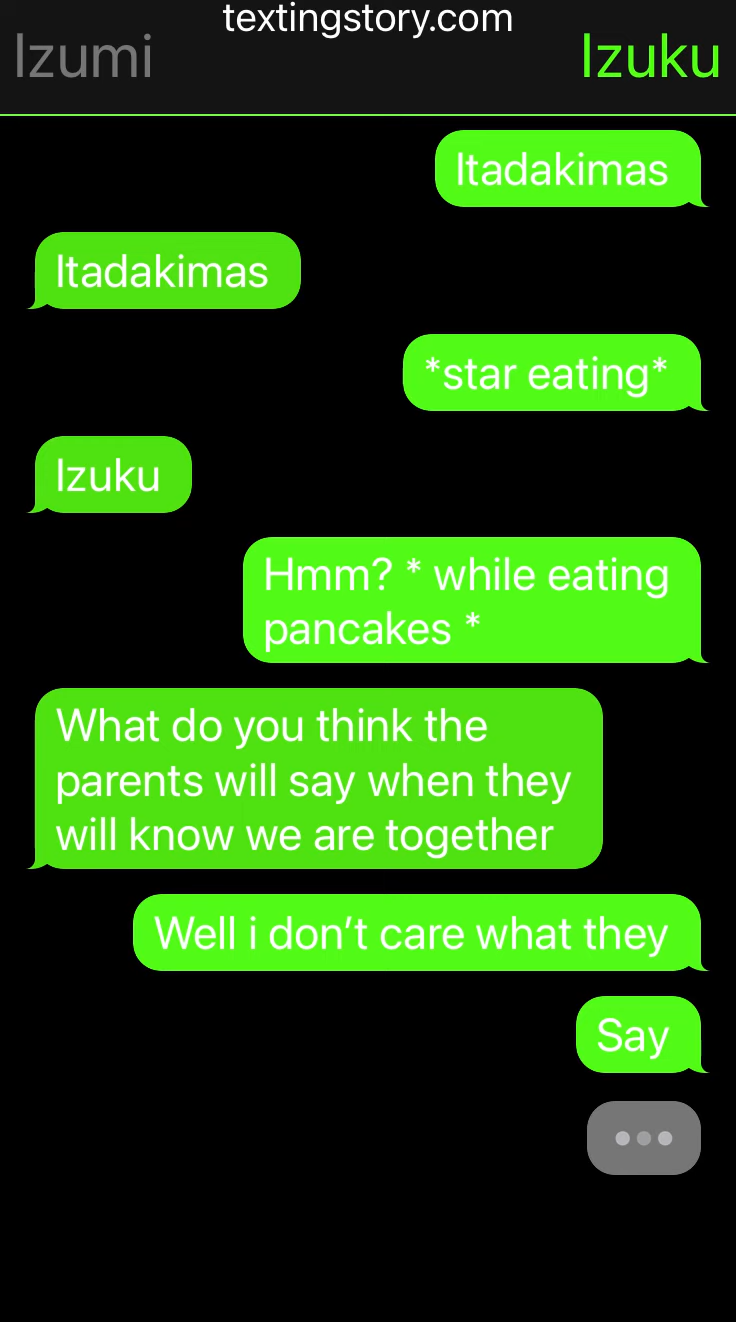 textingstory.com
Izumi
Izuku
Itadakimas
Itadakimas
*star eating*
Izuku
Hmm? * while eating
pancakes *
What do you think the
parents will say when they
will know we are together
Well i don’t care what they
Say